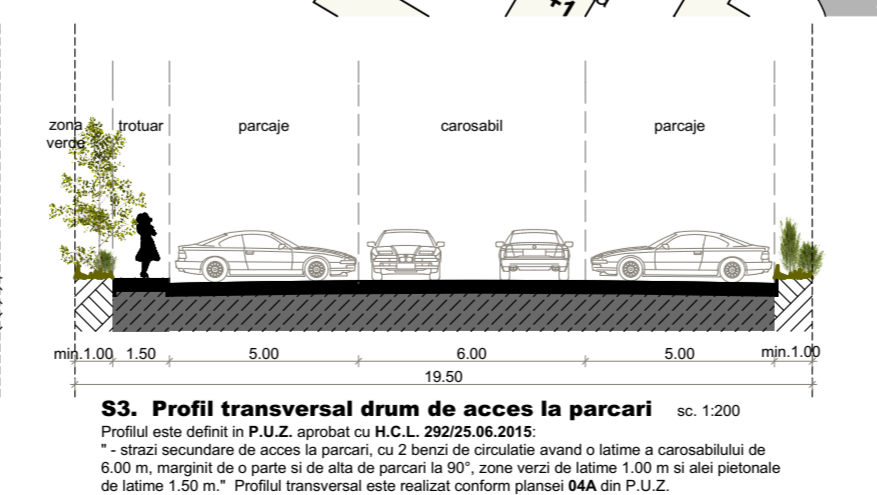 zona verde
trotuar
parcaje
carosabil
parcaje
min.1.00 1.50 5.00 6.00 5.00 min.1.00
19.50
S3. Profil transversal drum de acces la parcari sc. 1:200
Profilul este definit in P.U.Z. aprobat cu H.C.L. 292/25.06.2015:
" - strazi secundare de acces la parcari, cu 2 benzi de circulatie avand o latime a carosabilului de
6.00 m, marginit de o parte si de alta de parcari la 90°, zone verzi de latime 1.00 m si alei pietonale
de latime 1.50 m." Profilul transversal este realizat conform plansei 04A din P.U.Z.